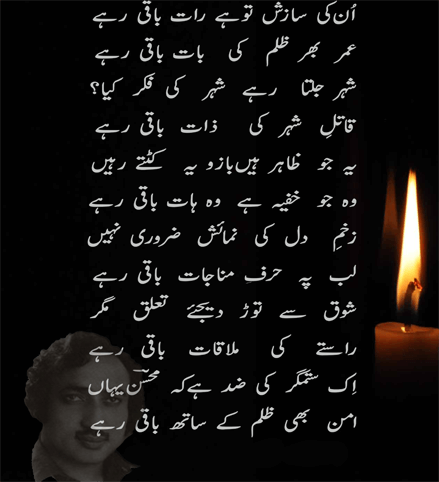 اُن کی سازش تو ہے رات باقی رہے
عمر بھر ظلم کی بات باقی رہے
شہر جلتا رہے شہر کی فکر کیا؟
قاتلِ شہر کی ذات باقی رہے
یہ جو ظاہر ہیں بازو یہ کٹتے رہیں
وہ جو خفیہ ہے وہ ہات باقی رہے
زخمِ دل کی نمائش ضروری نہیں
لب پہ حرفِ مناجات باقی رہے
شوق سے توڑ دیجئے تعلق مگر
راستے کی ملاقات باقی رہے
اِک ستمگر کی ضد ہے کہ محسنؔ یہاں
امن بھی ظلم کے ساتھ باقی رہے